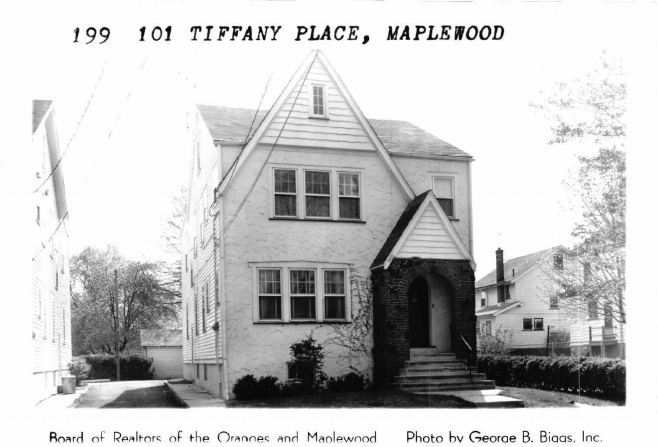 199 101 TIFFANY PLACE, MAPLEWOOD
Board of Realtors of the Oranges and Maplewood Photo by George B. Biggs, Inc.